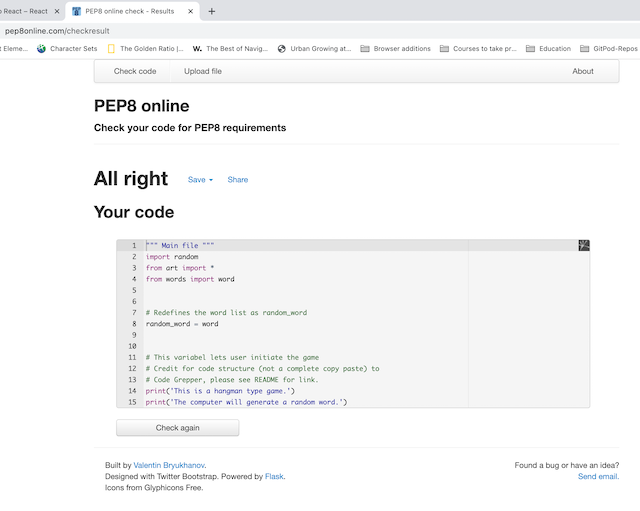 o React – React
PEP8 online check - Results
pep8online.com/checkresult
t Eleme...
Character Sets
The Golden Ratio |...
W. The Best of Navig...
Urban Growing at...
Browser additions
Courses to take pr...
Education
GitPod-Repos
Check code
Upload file
About
PEP8 online
Check your code for PEP8 requirements
All right
Save
Share
Your code
1 """ Main file """
2 import random
3 from art import *
4 from words import word
5
6
7 # Redefines the word list as random_word
8 random_word = word
9
10
11 # This variabel lets user initiate the game
12 # Credit for code structure (not a complete copy paste) to
13 # Code Grepper, please see README for link.
14 print('This is a hangman type game.')
15 print('The computer will generate a random word.')
Check again
Built by Valentin Bryukhanov.
Designed with Twitter Bootstrap. Powered by Flask.
Icons from Glyphicons Free.
Found a bug or have an idea?
Send email.